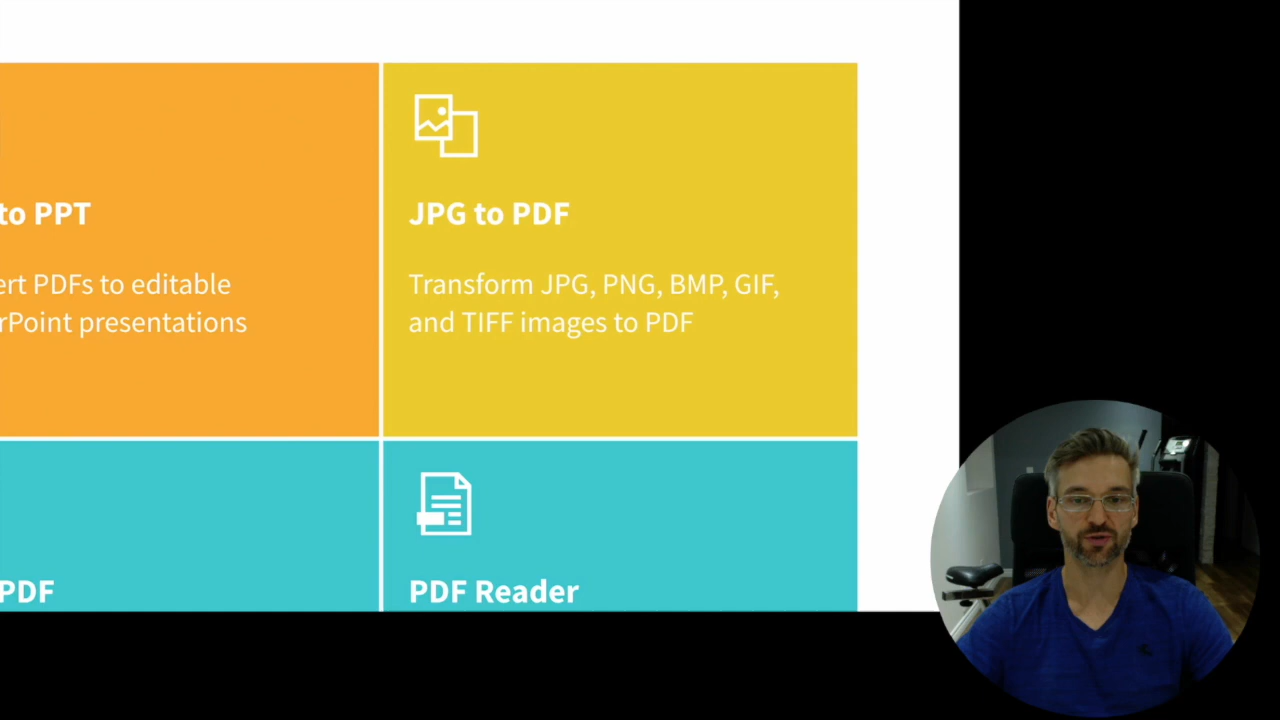 to PPT
ert PDFs to editable
rPoint presentations
JPG to PDF
Transform JPG, PNG, BMP, GIF,
and TIFF images to PDF
PDF
PDF Reader